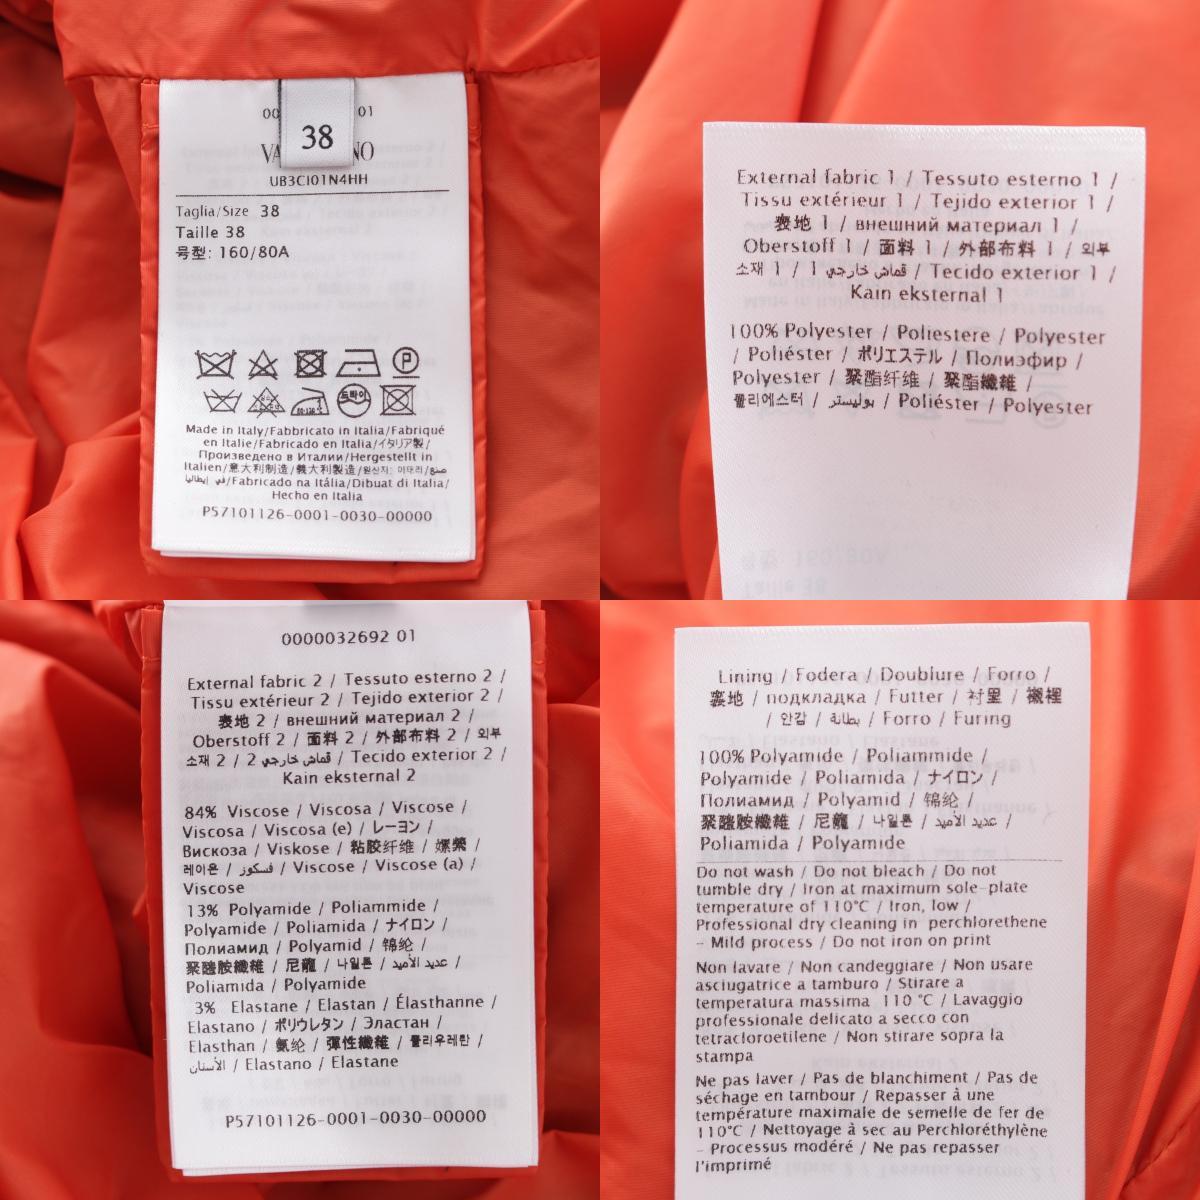 38
01
UB3CI01N4HH
Taglia/Size 38
Taille 38
号型: 160/80A
Made in Italy/Fabbricato in Italia/Fabriqué
en Italie/Fabricado en Italia/イタリア製/
Произведено в Италии/Hergestellt in
Italien/意大利制造/義大利製造/원산지: 이태리/صنع
في إيطاليا/Fabricado na Itália/Dibuat di Italia/
Hecho en Italia
P57101126-0001-0030-00000
External fabric 1 / Tessuto esterno 1 /
Tissu extérieur 1 / Tejido exterior 1 /
表地 1 / внешний материал 1 /
Oberstoff 1 / 面料 1 / 外部布料 1 / 외부
소재 1 / قماش خارجي 1 / Tecido exterior 1 /
Kain eksternal 1
100% Polyester / Poliestere / Polyester
/ Poliéster / ポリエステル / Полиэфир /
Polyester / 聚酯纤维 / 聚酯纖維 /
폴리에스터 / بوليستر / Poliéster / Polyester
0000032692 01
External fabric 2 / Tessuto esterno 2 /
Tissu extérieur 2 / Tejido exterior 2 /
表地 2 / внешний материал 2 /
Oberstoff 2 / 面料 2 / 外部布料 2 / 외부
소재 2 / قماش خارجي 2 / Tecido exterior 2 /
Kain eksternal 2
84% Viscose / Viscosa / Viscose /
Viscosa / Viscosa (e) / レーヨン /
Вискоза / Viskose / 粘胶纤维 / 嫘縈 /
레이온 / فسكوز / Viscose / Viscose (a) /
Viscose
13% Polyamide / Poliammide /
Polyamide / Poliamida / ナイロン /
Полиамид / Polyamid / 锦纶 /
聚醯胺纖維 / 尼龍 / 나일론 / عديد الأميد /
Poliamida / Polyamide
3% Elastane / Elastan / Élasthanne /
Elastano / ポリウレタン / Эластан /
Elasthan / 氨纶 / 彈性纖維 / 폴리우레탄 /
الأستان / Elastano / Elastane
P57101126-0001-0030-00000
Lining / Fodera / Doublure / Forro /
裏地 / подкладка / Futter / 衬里 / 襯裡
/ 안감 / بطانة / Forro / Furing
100% Polyamide / Poliammide /
Polyamide / Poliamida / ナイロン /
Полиамид / Polyamid / 锦纶 /
聚醯胺纖維 / 尼龍 / 나일론 / عديد الأميد /
Poliamida / Polyamide
Do not wash / Do not bleach / Do not
tumble dry / Iron at maximum sole-plate
temperature of 110°C / Iron, low /
Professional dry cleaning in perchlorethene
- Mild process / Do not iron on print
Non lavare / Non candeggiare / Non usare
asciugatrice a tamburo / Stirare a
temperatura massima 110 °C / Lavaggio
professionale delicato a secco con
tetracloroetilene / Non stirare sopra la
stampa
Ne pas laver / Pas de blanchiment / Pas de
séchage en tambour / Repasser à une
température maximale de semelle de fer de
110°C / Nettoyage à sec au Perchloréthylène
- Processus modéré / Ne pas repasser
l'imprimé